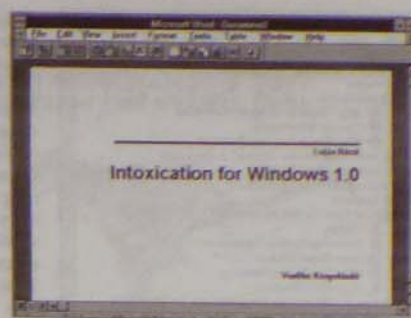 Microsoft Word - Document1
File Edit View Insert Format Tools Table Window Help
Intoxication for Windows 1.0